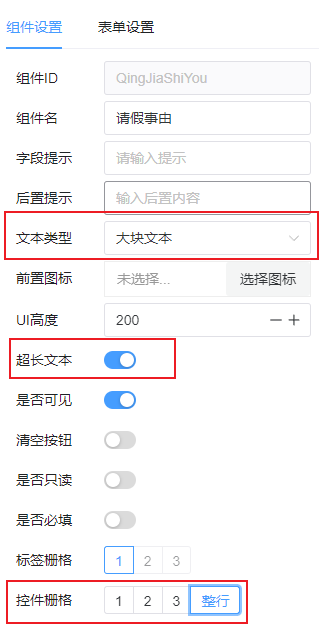 组件设置 表单设置
组件ID QingJiaShiYou
组件名 请假事由
字段提示 请输入提示
后置提示 输入后置内容
文本类型 大块文本
前置图标 未选择... 选择图标
UI高度 200
超长文本
是否可见
清空按钮
是否只读
是否必填
标签栅格 1 2 3
控件栅格 1 2 3 整行